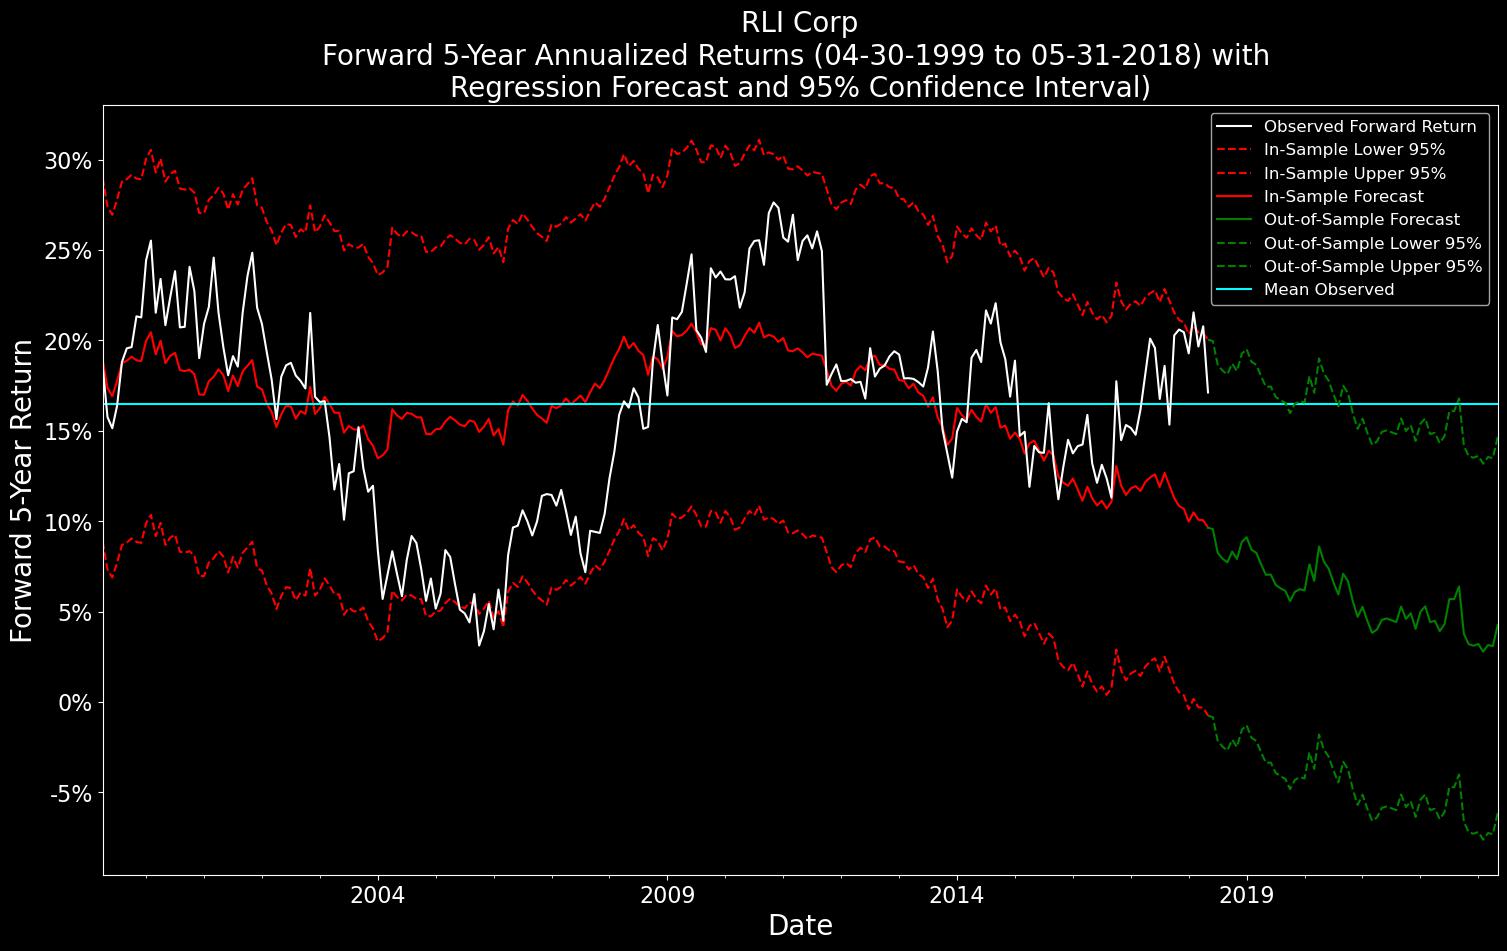 RLI Corp
Forward 5-Year Annualized Returns (04-30-1999 to 05-31-2018) with
Regression Forecast and 95% Confidence Interval)
Observed Forward Return
In-Sample Lower 95%
In-Sample Upper 95%
In-Sample Forecast
Out-of-Sample Forecast
Out-of-Sample Lower 95%
Out-of-Sample Upper 95%
Mean Observed
Forward 5-Year Return
30%
25%
20%
15%
10%
5%
0%
-5%
2004
2009
2014
2019
Date